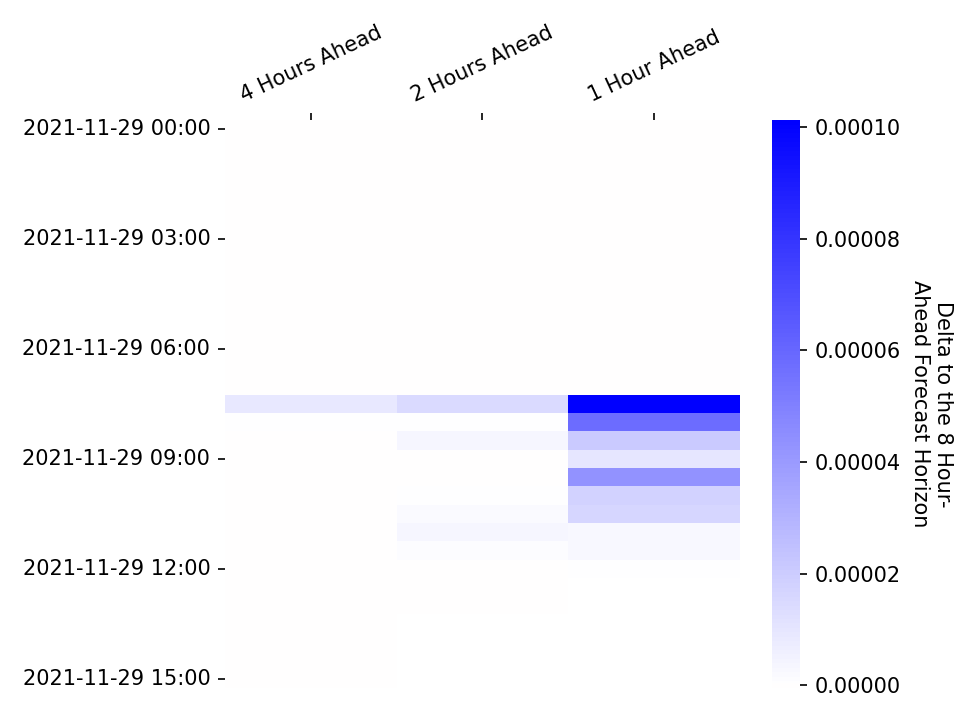 4 Hours Ahead
2 Hours Ahead
1 Hour Ahead
2021-11-29 00:00
2021-11-29 03:00
2021-11-29 06:00
2021-11-29 09:00
2021-11-29 12:00
2021-11-29 15:00
0.00010
0.00008
0.00006
0.00004
0.00002
0.00000
Delta to the 8 Hour-
Ahead Forecast Horizon